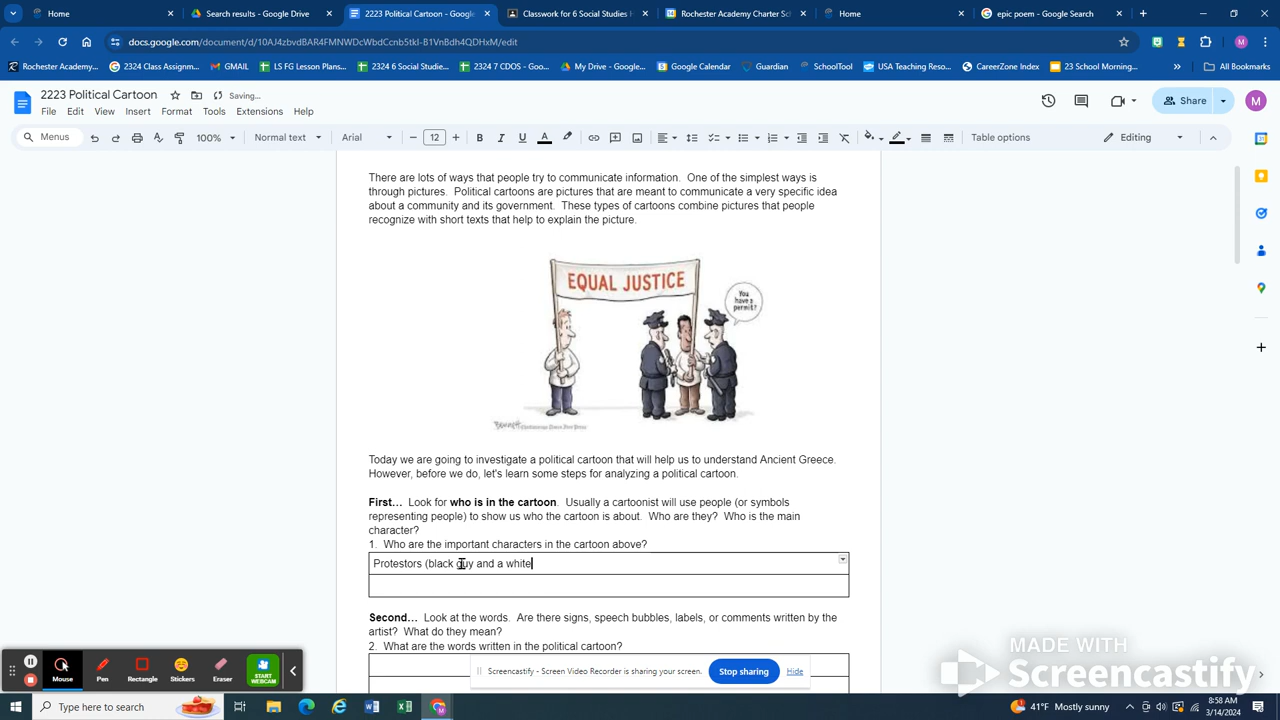 Home
Search results - Google Drive
2223 Political Cartoon
Classwork for 6 Social Studies
Rochester Academy Charter Sc
Home
epic poem - Google Search
docs.google.com/document/d/10AJ4zbvdBAR4FMNWDcWbdCcnb5tkI-B1VnBdh4QDHxM/edit
Rochester Academy...
2324 Class Assignm...
GMAIL
LS FG Lesson Plans...
2324 6 Social Studie...
2324 7 CDOS - Goo...
My Drive - Google...
Google Calendar
Guardian
SchoolTool
USA Teaching Reso...
CareerZone Index
23 School Morning...
All Bookmarks
2223 Political Cartoon
Saving...
Share
M
File Edit View Insert Format Tools Extensions Help
Menus 100% Normal text Arial 12 Table options Editing
There are lots of ways that people try to communicate information. One of the simplest ways is
through pictures. Political cartoons are pictures that are meant to communicate a very specific idea
about a community and its government. These types of cartoons combine pictures that people
recognize with short texts that help to explain the picture.
EQUAL JUSTICE
You
have a
permit?
Today we are going to investigate a political cartoon that will help us to understand Ancient Greece.
However, before we do, let's learn some steps for analyzing a political cartoon.
First... Look for who is in the cartoon. Usually a cartoonist will use people (or symbols
representing people) to show us who the cartoon is about. Who are they? Who is the main
character?
1. Who are the important characters in the cartoon above?
Protestors (black guy and a white
Second... Look at the words. Are there signs, speech bubbles, labels, or comments written by the
artist? What do they mean?
2. What are the words written in the political cartoon?
Screencastify - Screen Video Recorder is sharing your screen.
Stop sharing
Hide
MADE WITH
Screencastify
Mouse
Pen
Rectangle
Stickers
Eraser
START
WEBCAM
Type here to search
41°F Mostly sunny
8:58 AM
3/14/2024